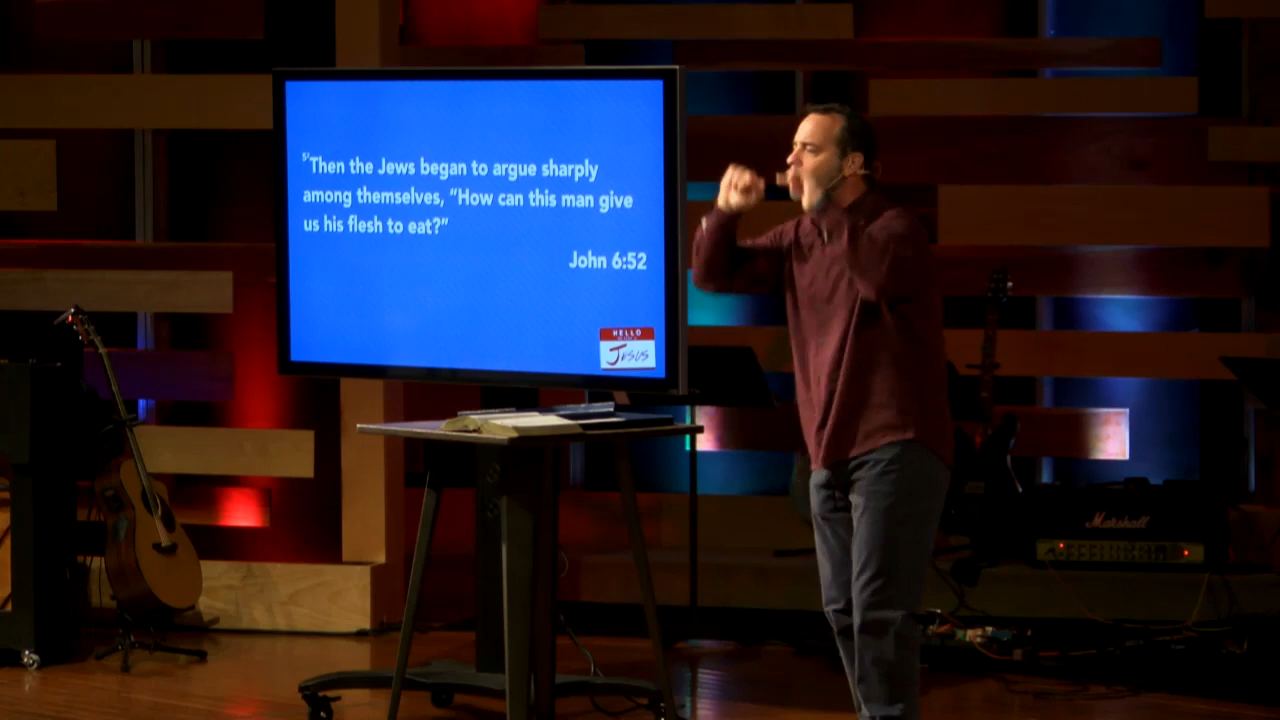 Then the Jews began to argue sharply
among themselves, “How can this man give
us his flesh to eat?”
John 6:52
HELLO
Jesus
Marshall